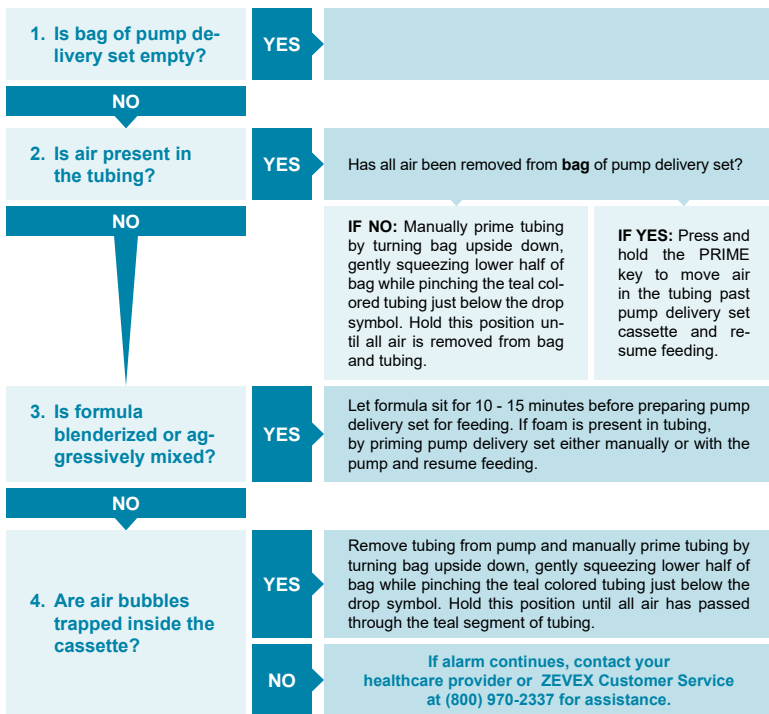 1. Is bag of pump de-
livery set empty?
YES
NO
2. Is air present in
the tubing?
YES
Has all air been removed from bag of pump delivery set?
NO
IF NO: Manually prime tubing
by turning bag upside down,
gently squeezing lower half of
bag while pinching the teal col-
ored tubing just below the drop
symbol. Hold this position un-
til all air is removed from bag
and tubing.
IF YES: Press and
hold the PRIME
key to move air
in the tubing past
pump delivery set
cassette and re-
sume feeding.
3. Is formula
blenderized or ag-
gressively mixed?
YES
Let formula sit for 10 - 15 minutes before preparing pump
delivery set for feeding. If foam is present in tubing,
by priming pump delivery set either manually or with the
pump and resume feeding.
NO
4. Are air bubbles
trapped inside the
cassette?
YES
Remove tubing from pump and manually prime tubing by
turning bag upside down, gently squeezing lower half of
bag while pinching the teal colored tubing just below the
drop symbol. Hold this position until all air has passed
through the teal segment of tubing.
NO
If alarm continues, contact your
healthcare provider or ZEVEX Customer Service
at (800) 970-2337 for assistance.